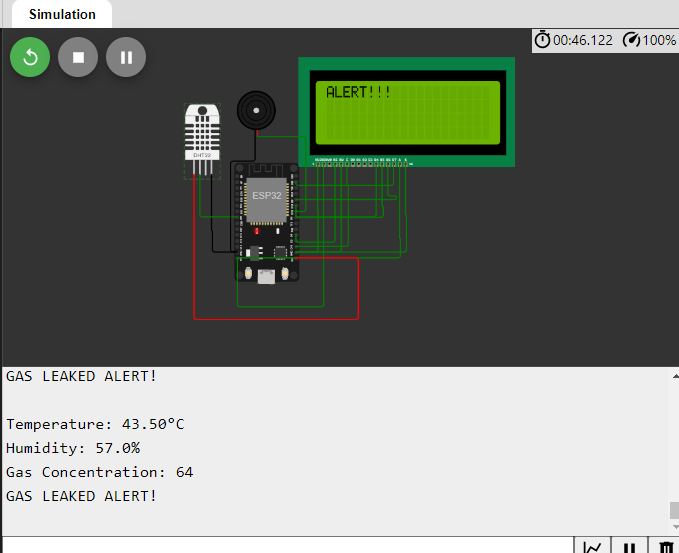 Simulation
00:46.122 100%
ALERT!!!
DHT22
ESP32
GAS LEAKED ALERT!
Temperature: 43.50°C
Humidity: 57.0%
Gas Concentration: 64
GAS LEAKED ALERT!